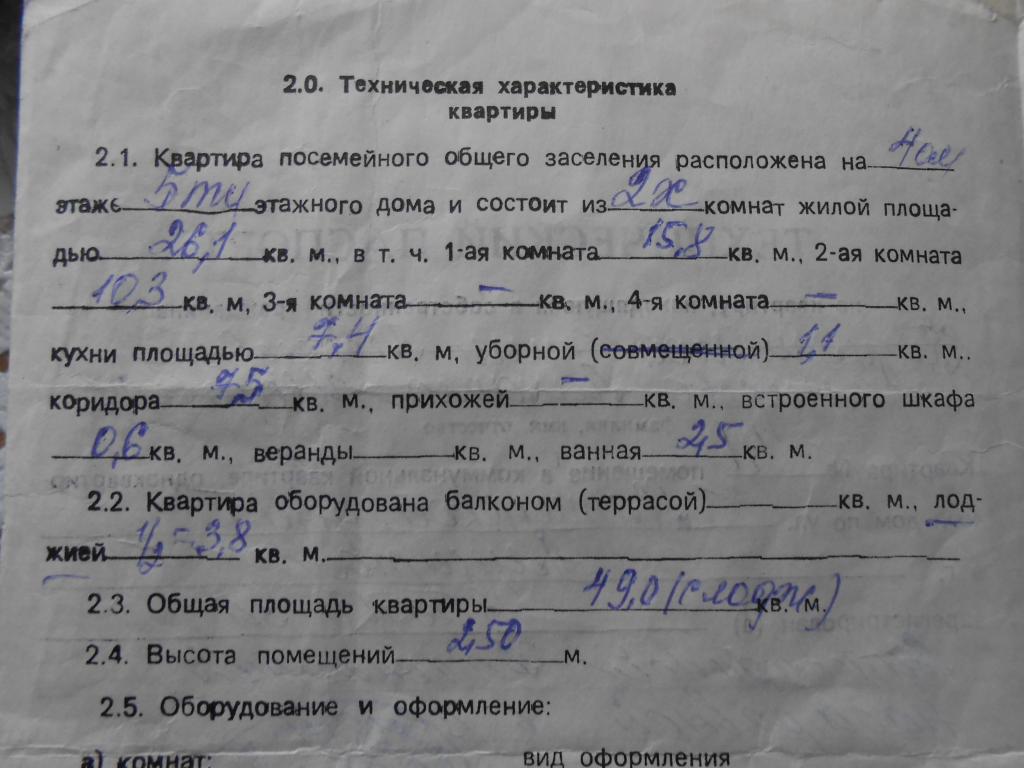 2.0. Техническая характеристика
квартиры
2.1. Квартира посемейного общего заселения расположена на 4ом
этаже 5ти этажного дома и состоит из 2х комнат жилой площа-
дью 26,1 кв. м., в т. ч. 1-ая комната 15,8 кв. м., 2-ая комната
10,3 кв. м, 3-я комната — кв. м., 4-я комната — кв. м.,
кухни площадью 7,4 кв. м, уборной (совмещенной) 1,1 кв. м..
коридора 7,5 кв. м., прихожей — кв. м., встроенного шкафа
0,6 кв. м., веранды кв. м., ванная 2,5 кв. м.
2.2. Квартира оборудована балконом (террасой) кв. м., лод-
жией 1/2 = 3,8 кв. м.
2.3. Общая площадь квартиры 49,0 (с лодж) кв. м.
2.4. Высота помещений 2,50 м.
2.5. Оборудование и оформление:
а) комнат: вид оформления